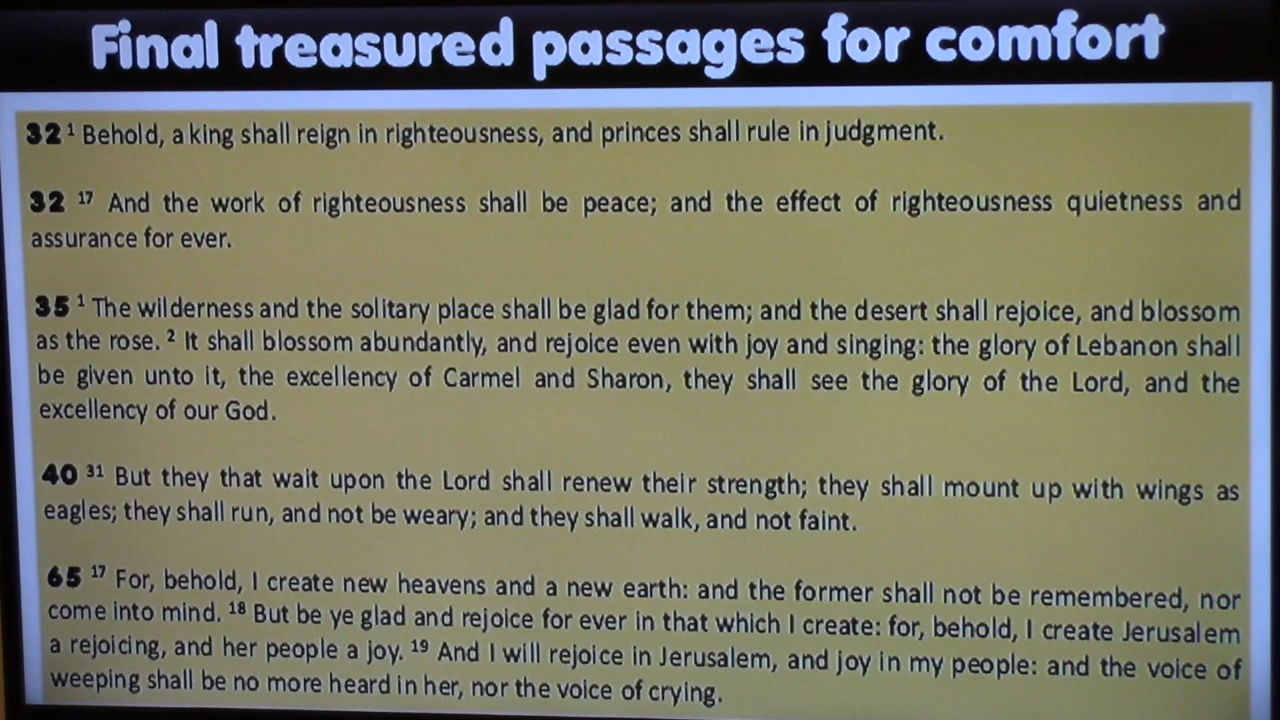 Final treasured passages for comfort
32 1 Behold, a king shall reign in righteousness, and princes shall rule in judgment.
32 17 And the work of righteousness shall be peace; and the effect of righteousness quietness and
assurance for ever.
35 1 The wilderness and the solitary place shall be glad for them; and the desert shall rejoice, and blossom
as the rose. 2 It shall blossom abundantly, and rejoice even with joy and singing: the glory of Lebanon shall
be given unto it, the excellency of Carmel and Sharon, they shall see the glory of the Lord, and the
excellency of our God.
40 31 But they that wait upon the Lord shall renew their strength; they shall mount up with wings as
eagles; they shall run, and not be weary; and they shall walk, and not faint.
65 17 For, behold, I create new heavens and a new earth: and the former shall not be remembered, nor
come into mind. 18 But be ye glad and rejoice for ever in that which I create: for, behold, I create Jerusalem
a rejoicing, and her people a joy. 19 And I will rejoice in Jerusalem, and joy in my people: and the voice of
weeping shall be no more heard in her, nor the voice of crying.